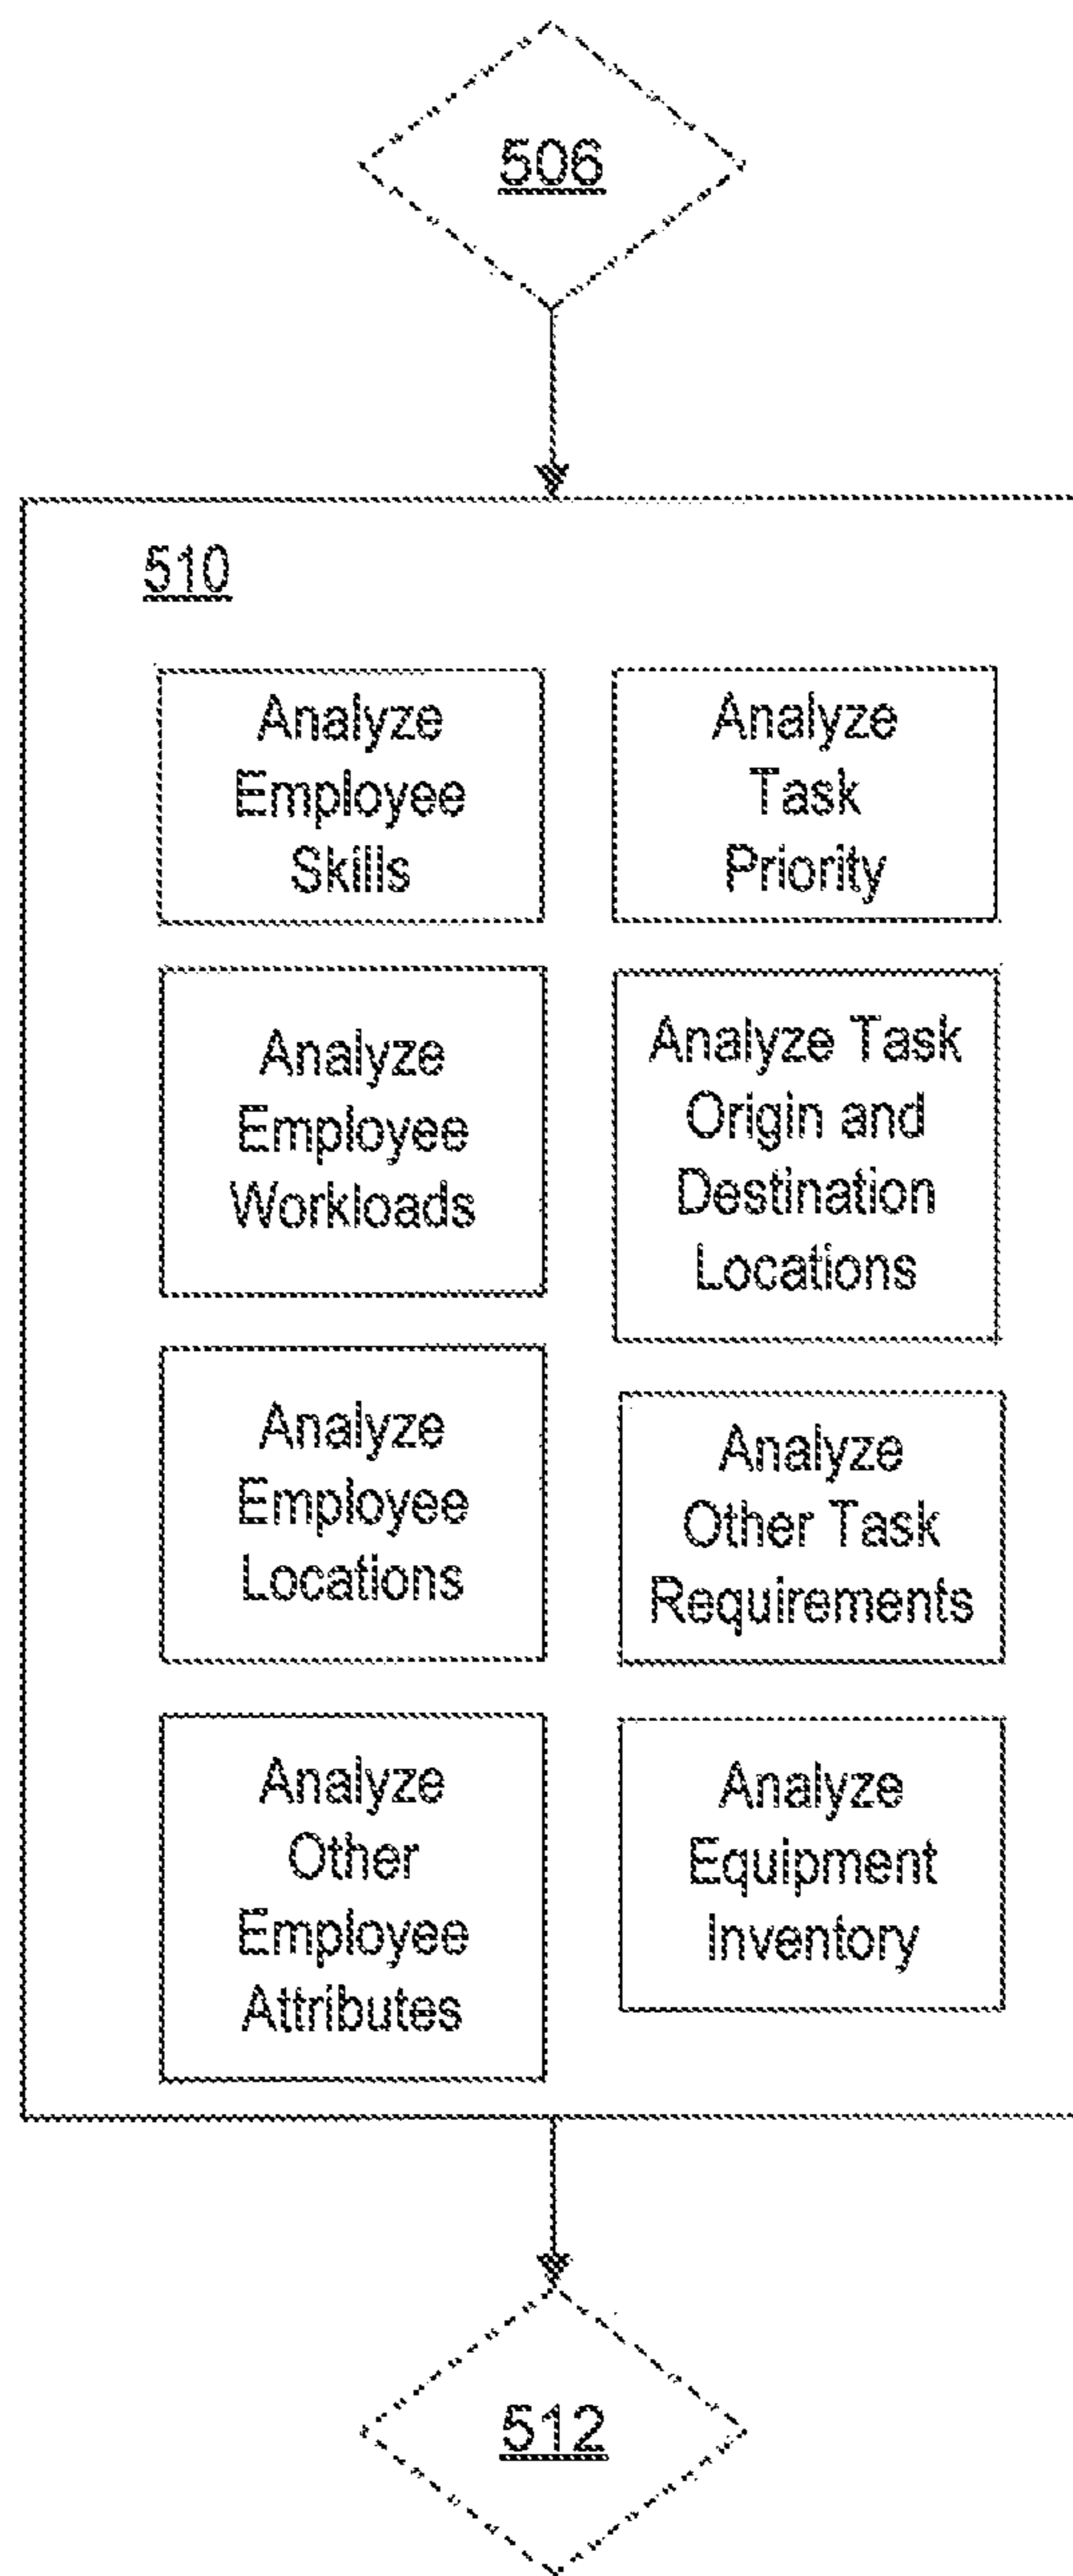 506
510
Analyze
Employee
Skills
Analyze
Task
Priority
Analyze
Employee
Workloads
Analyze Task
Origin and
Destination
Locations
Analyze
Employee
Locations
Analyze
Other Task
Requirements
Analyze
Other
Employee
Attributes
Analyze
Equipment
Inventory
512